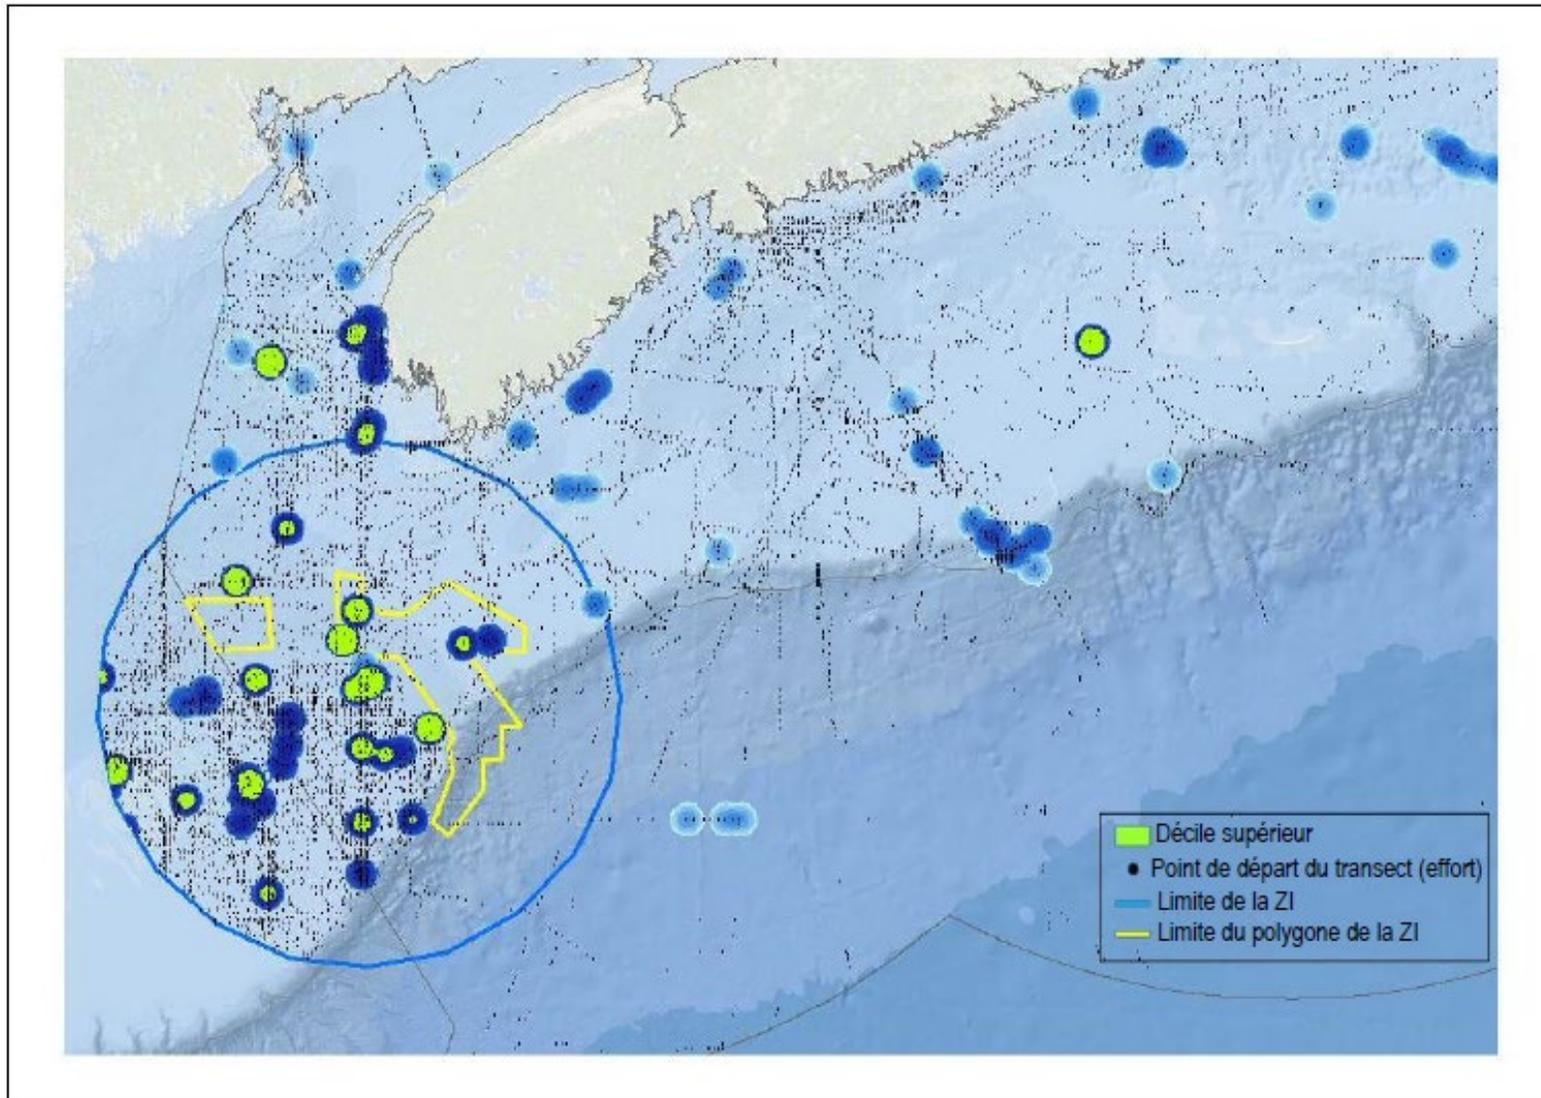 Décile supérieur
Point de départ du transect (effort)
Limite de la ZI
Limite du polygone de la ZI